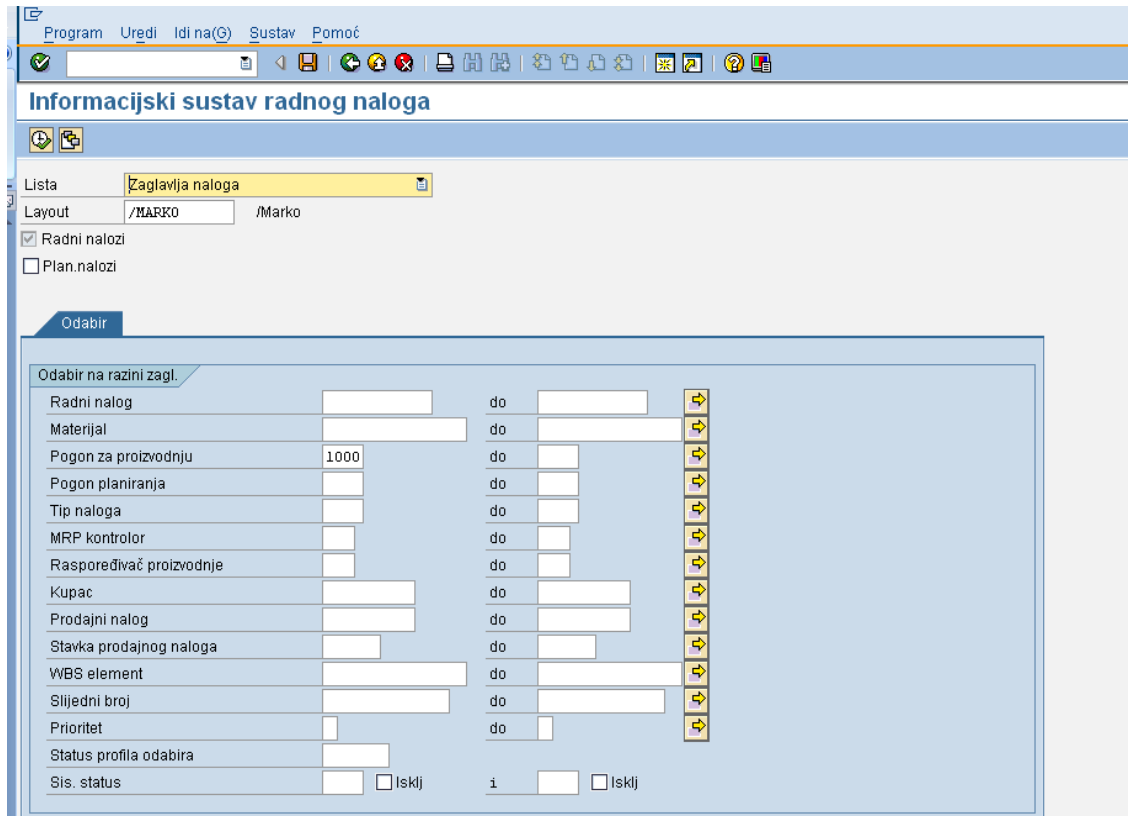 Program Uredi Idi na(G) Sustav Pomoć
Informacijski sustav radnog naloga
Lista Zaglavlja naloga
Layout /MARKO /Marko
Radni nalozi
Plan.nalozi
Odabir
Odabir na razini zagl.
Radni nalog do
Materijal do
Pogon za proizvodnju 1000 do
Pogon planiranja do
Tip naloga do
MRP kontrolor do
Raspoređivač proizvodnje do
Kupac do
Prodajni nalog do
Stavka prodajnog naloga do
WBS element do
Slijedni broj do
Prioritet do
Status profila odabira
Sis. status Isklj i Isklj